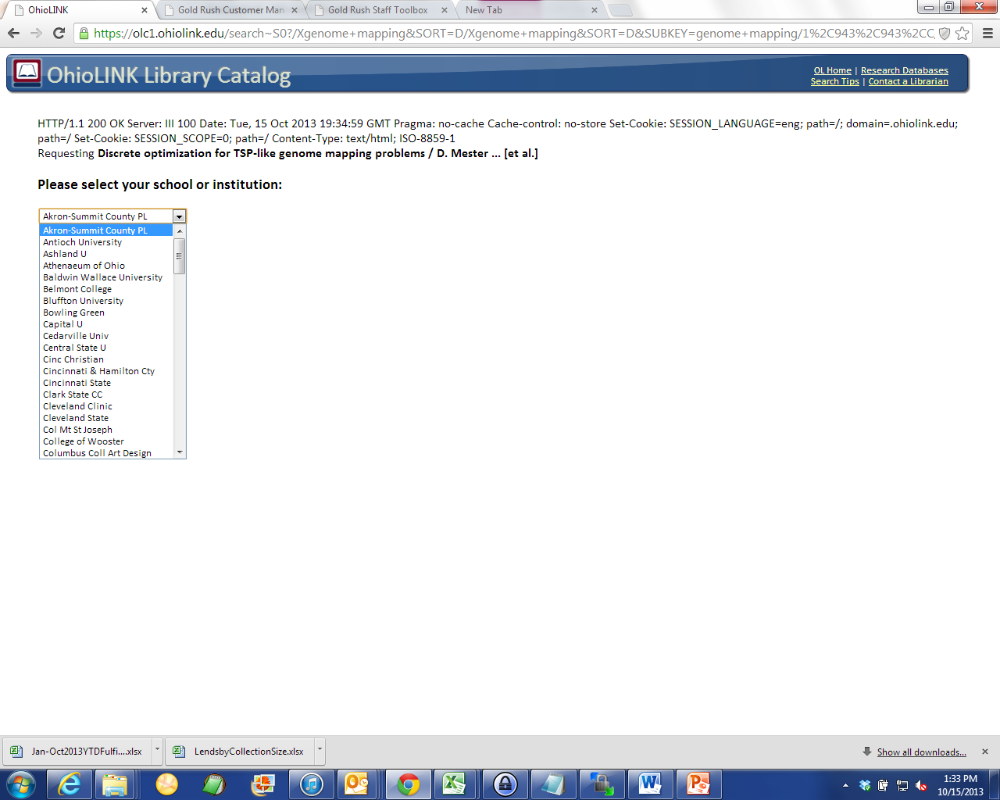 OhioLINK
Gold Rush Customer Man
Gold Rush Staff Toolbox
New Tab
https://olc1.ohiolink.edu/search~S0?/Xgenome+mapping&SORT=D/Xgenome+mapping&SORT=D&SUBKEY=genome+mapping/1%2C943%2C943%2CC,
OhioLINK Library Catalog
OL Home | Research Databases
Search Tips | Contact a Librarian
HTTP/1.1 200 OK Server: III 100 Date: Tue, 15 Oct 2013 19:34:59 GMT Pragma: no-cache Cache-control: no-store Set-Cookie: SESSION_LANGUAGE=eng; path=/; domain=.ohiolink.edu;
path=/ Set-Cookie: SESSION_SCOPE=0; path=/ Content-Type: text/html; ISO-8859-1
Requesting Discrete optimization for TSP-like genome mapping problems / D. Mester ... [et al.]
Please select your school or institution:
Akron-Summit County PL
Akron-Summit County PL
Antioch University
Ashland U
Athenaeum of Ohio
Baldwin Wallace University
Belmont College
Bluffton University
Bowling Green
Capital U
Cedarville Univ
Central State U
Cinc Christian
Cincinnati & Hamilton Cty
Cincinnati State
Clark State CC
Cleveland Clinic
Cleveland State
Col Mt St Joseph
College of Wooster
Columbus Coll Art Design
Jan-Oct2013YTDFulfi....xlsx
LendsbyCollectionSize.xlsx
Show all downloads...
1:33 PM
10/15/2013